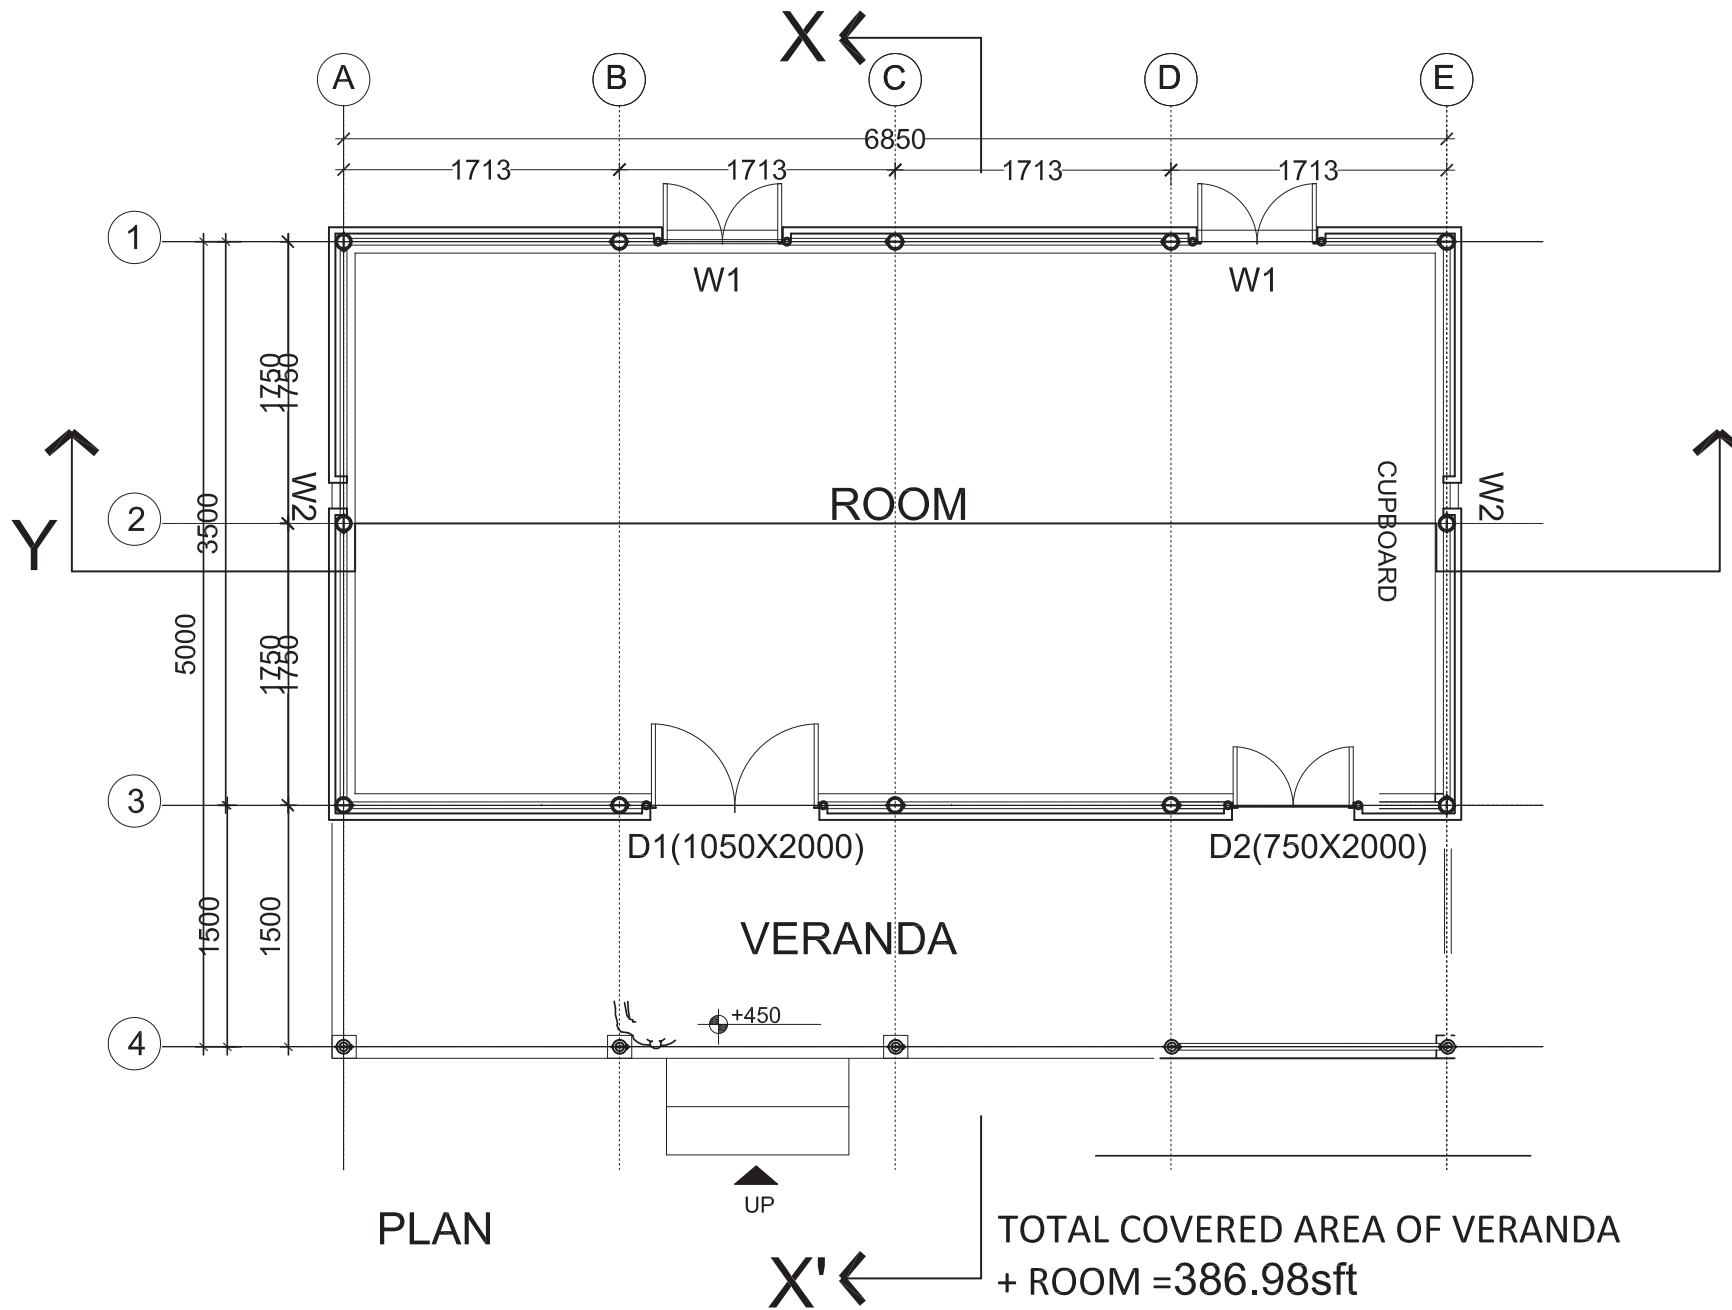 X
A B C D E
6850
1713 1713 1713 1713
1
W1 W1
1750
1750
W2
CUPBOARD
W2
ROOM
2
3500
Y
5000
1750
1750
3
D1(1050X2000) D2(750X2000)
1500
1500
VERANDA
+450
4
UP
PLAN
X'
TOTAL COVERED AREA OF VERANDA
+ ROOM =386.98sft